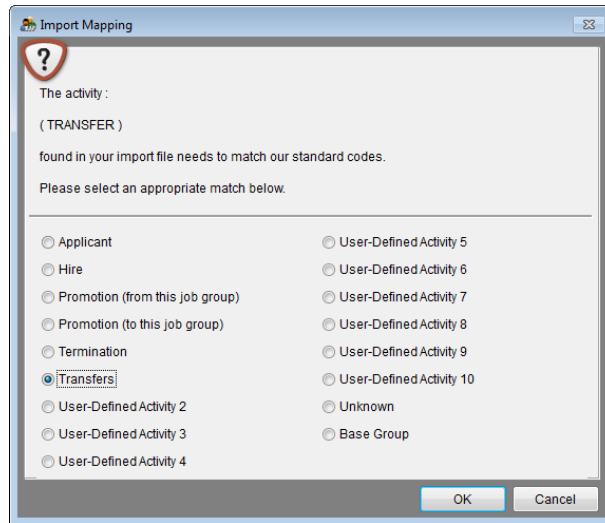 Import Mapping
?
The activity :
( TRANSFER )
found in your import file needs to match our standard codes.
Please select an appropriate match below.
Applicant
Hire
Promotion (from this job group)
Promotion (to this job group)
Termination
Transfers
User-Defined Activity 2
User-Defined Activity 3
User-Defined Activity 4
User-Defined Activity 5
User-Defined Activity 6
User-Defined Activity 7
User-Defined Activity 8
User-Defined Activity 9
User-Defined Activity 10
Unknown
Base Group
OK
Cancel